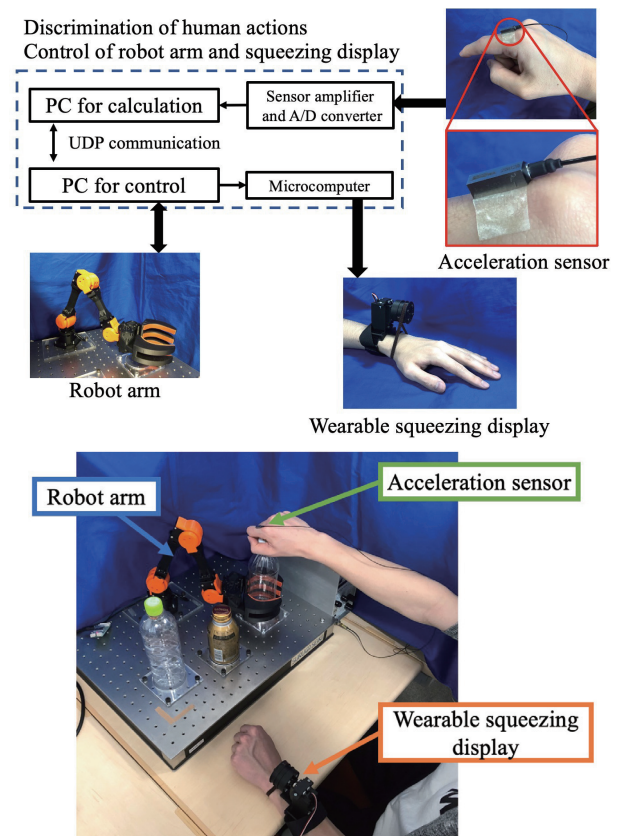 Discrimination of human actions
Control of robot arm and squeezing display
PC for calculation
Sensor amplifier
and A/D converter
UDP communication
PC for control
Microcomputer
Acceleration sensor
Robot arm
Wearable squeezing display
Robot arm
Acceleration sensor
Wearable squeezing
display